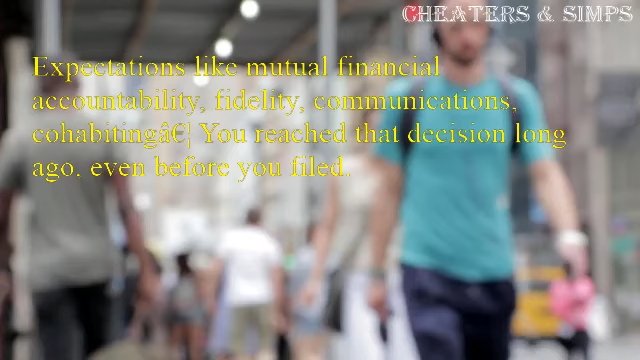 CHEATERS & SIMPS
Expectations like mutual financial
accountability, fidelity, communications,
cohabitingâ€¦ You reached that decision long
ago, even before you filed.